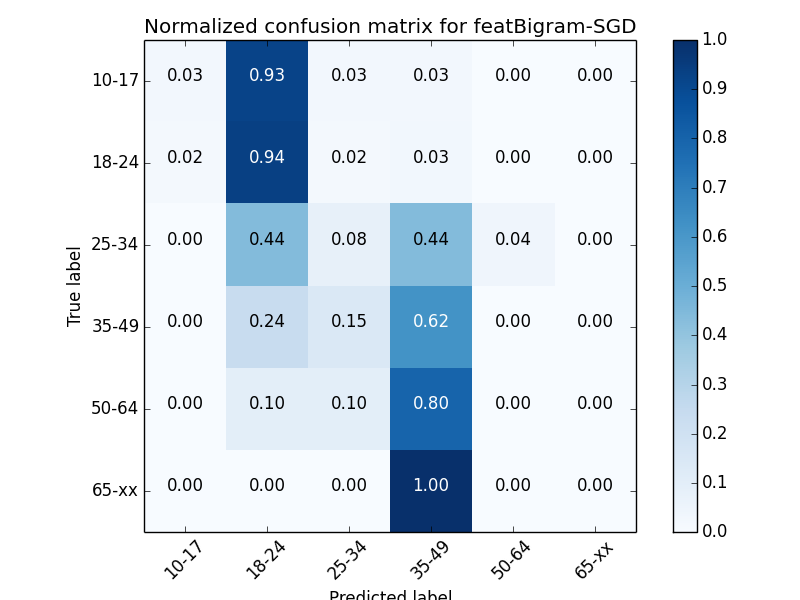 Normalized confusion matrix for featBigram-SGD
10-17 0.03 0.93 0.03 0.03 0.00 0.00
18-24 0.02 0.94 0.02 0.03 0.00 0.00
25-34 0.00 0.44 0.08 0.44 0.04 0.00
35-49 0.00 0.24 0.15 0.62 0.00 0.00
50-64 0.00 0.10 0.10 0.80 0.00 0.00
65-xx 0.00 0.00 0.00 1.00 0.00 0.00
True label
10-17 18-24 25-34 35-49 50-64 65-xx
Predicted label
1.0
0.9
0.8
0.7
0.6
0.5
0.4
0.3
0.2
0.1
0.0